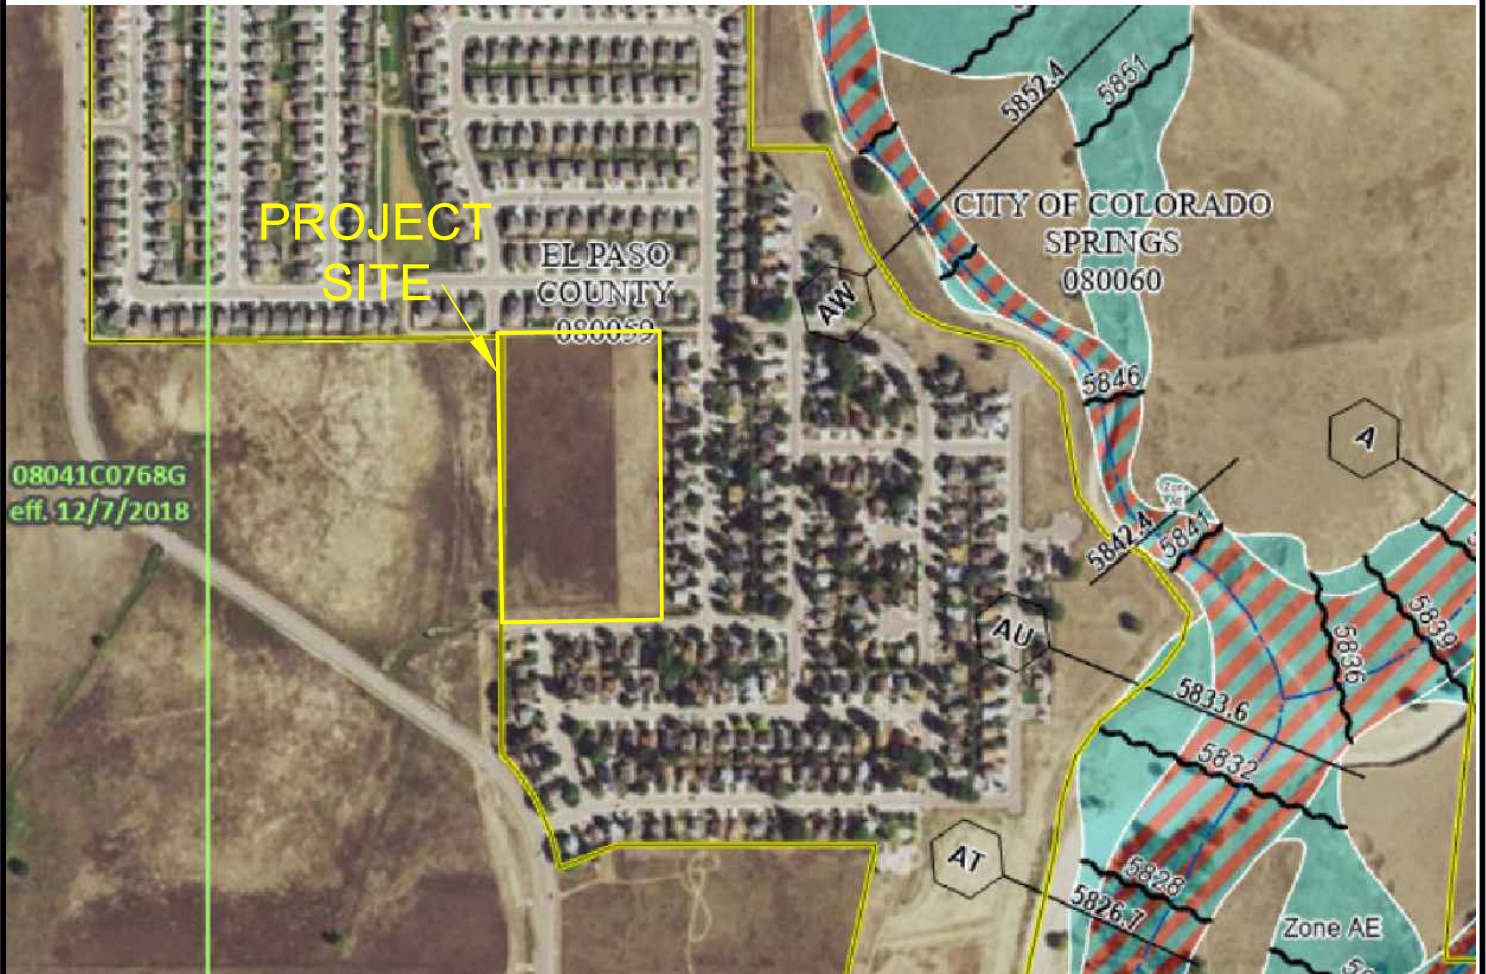 5852.4
5851
CITY OF COLORADO
SPRINGS
080060
PROJECT
SITE
EL PASO
COUNTY
080059
AW
5846
A
08041C0768G
eff. 12/7/2018
Zone
5842.4
5841
AU
5839
5836
5833.6
5832
AT
5828
5826.7
Zone AE